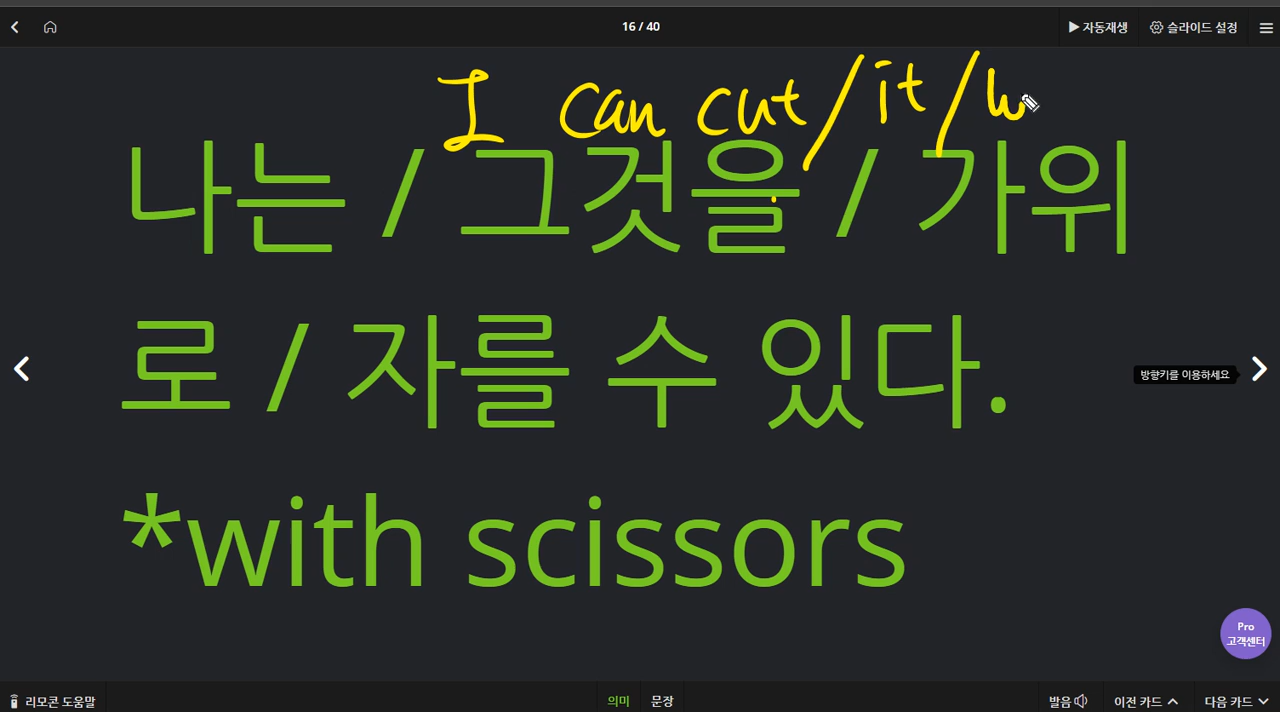 16 / 40
자동재생
슬라이드 설정
I can cut/it/w
나는 / 그것을 / 가위
로 / 자를 수 있다.
*with scissors
방향키를 이용하세요
Pro
고객센터
리모콘 도움말
의미
문장
발음
이전 카드
다음 카드